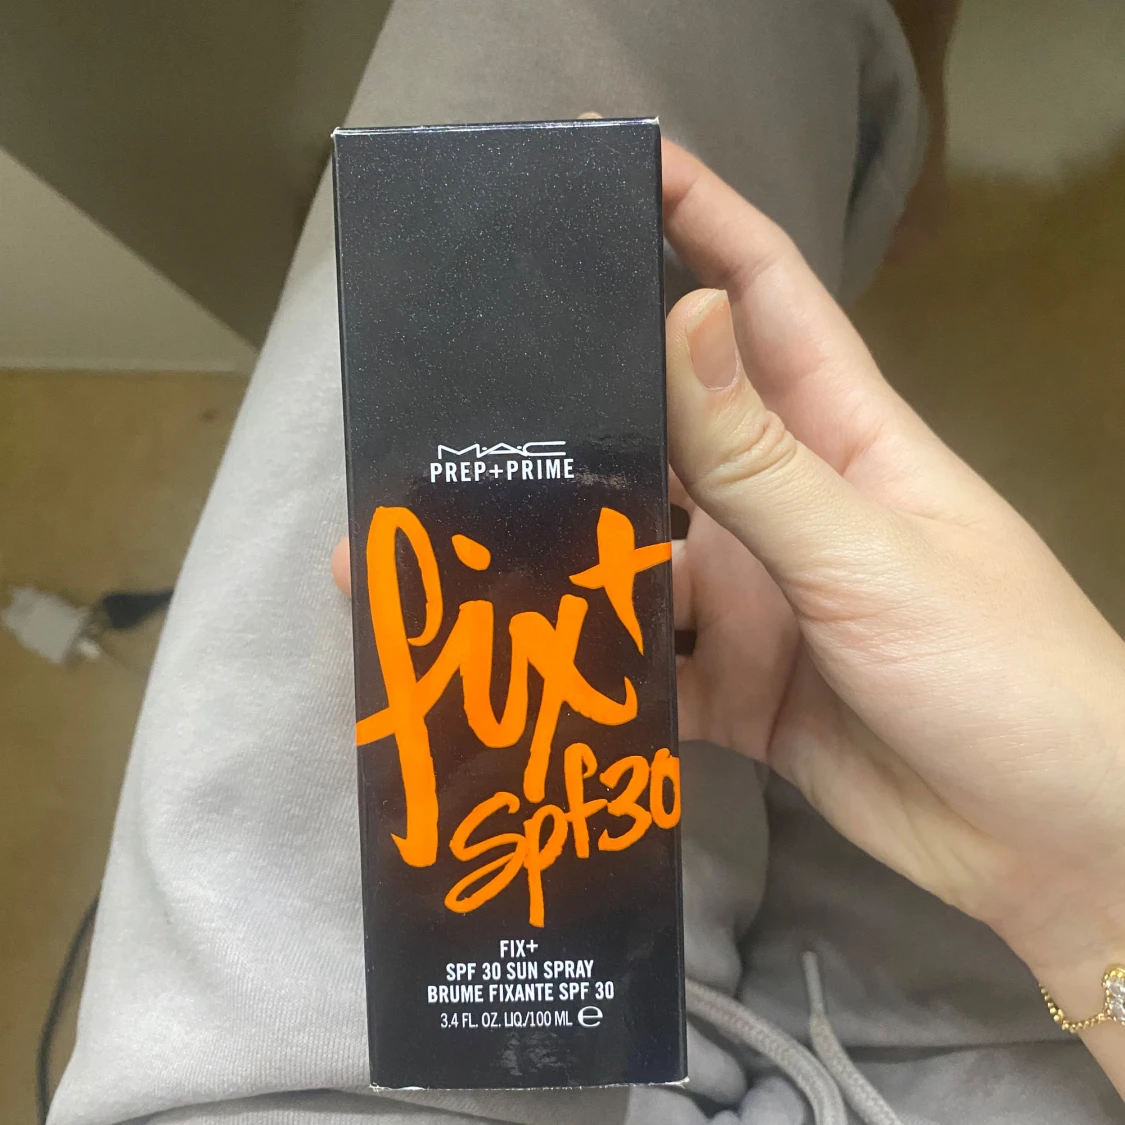 M·A·C
PREP+PRIME
fix+
Spf30
FIX+
SPF 30 SUN SPRAY
BRUME FIXANTE SPF 30
3.4 FL. OZ. LIQ./100 ML ℮